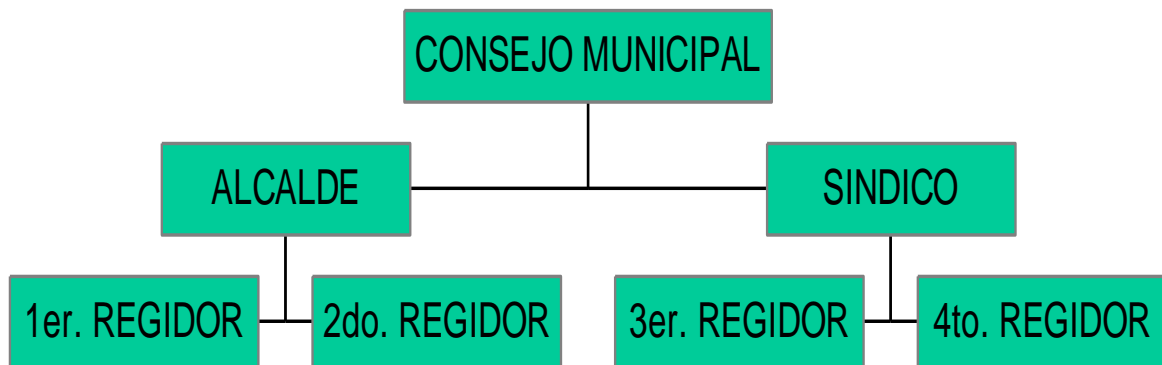 CONSEJO MUNICIPAL
ALCALDE
SINDICO
1er. REGIDOR
2do. REGIDOR
3er. REGIDOR
4to. REGIDOR